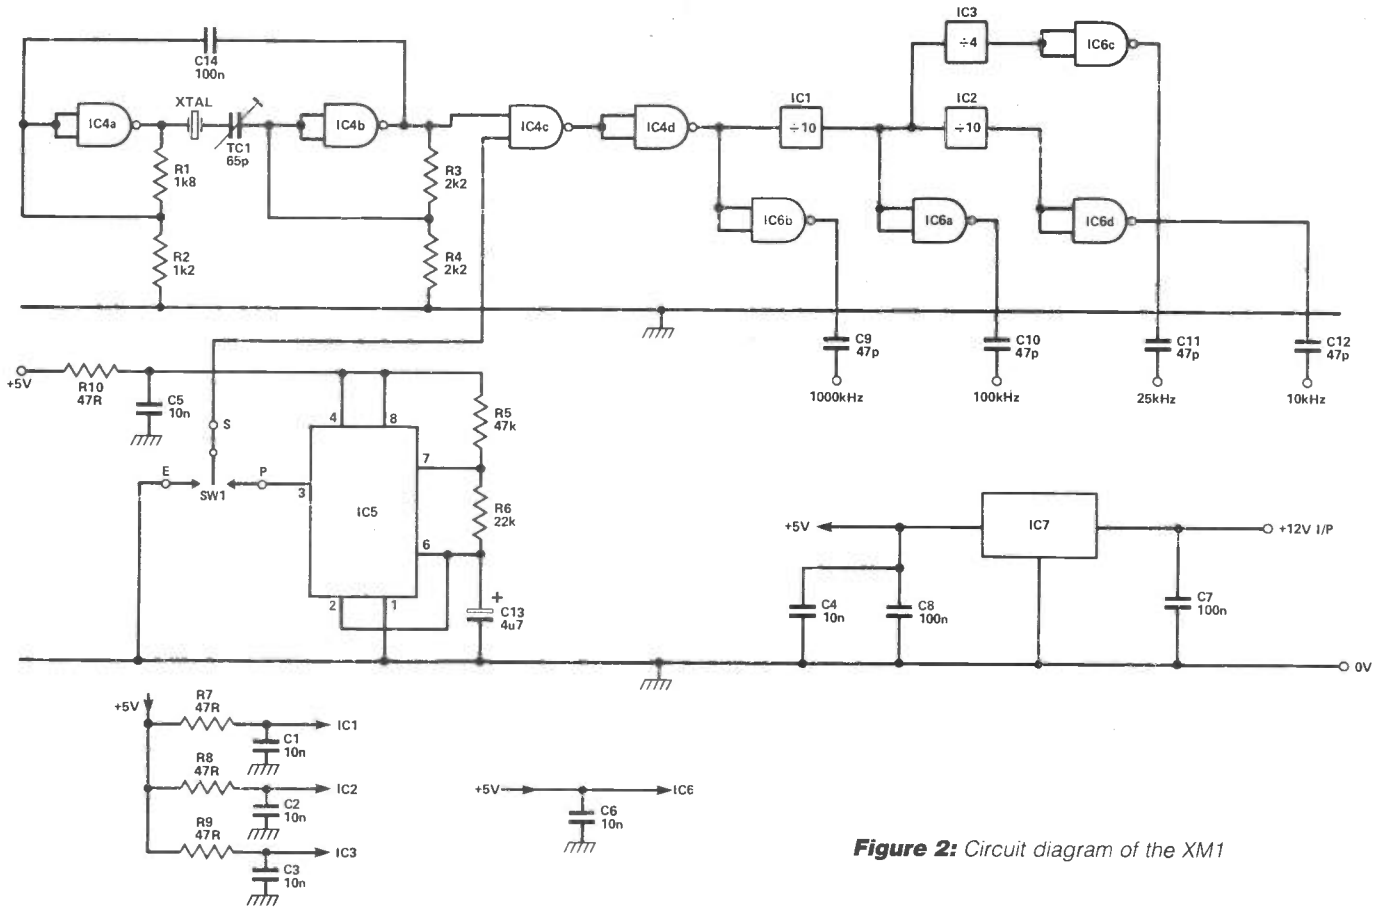 C14
100n
IC4a
XTAL
TC1
65p
IC4b
R1
1k8
R2
1k2
R3
2k2
R4
2k2
IC4c
IC4d
IC1
÷10
IC3
÷4
IC6c
IC2
÷10
IC6b
IC6a
IC6d
C9
47p
C10
47p
C11
47p
C12
47p
1000kHz
100kHz
25kHz
10kHz
+5V
R10
47R
C5
10n
S
E
P
SW1
4
8
7
3
6
2
1
IC5
R5
47k
R6
22k
+
C13
4u7
+5V
IC7
+12V I/P
C4
10n
C8
100n
C7
100n
0V
+5V
R7
47R
IC1
C1
10n
R8
47R
IC2
C2
10n
R9
47R
IC3
C3
10n
+5V
IC6
C6
10n
Figure 2: Circuit diagram of the XM1